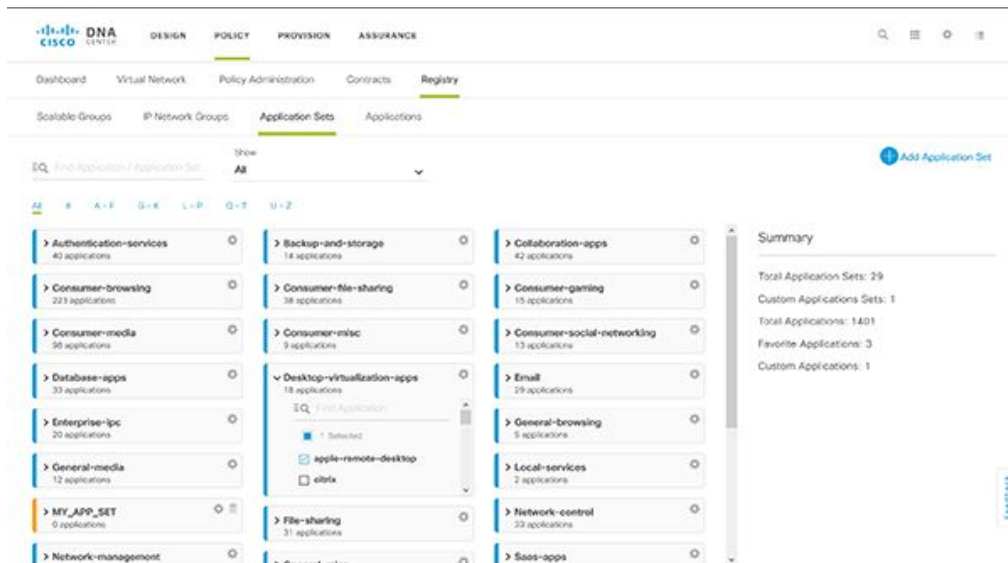 CISCO DNA CENTER DESIGN POLICY PROVISION ASSURANCE
Dashboard Virtual Network Policy Administration Contracts Registry
Scalable Groups IP Network Groups Application Sets Applications
Show
Find Application / Application Set
All
Add Application Set
All # A - F G - K L - P Q - T U - Z
Authentication-services
40 applications
Backup-and-storage
14 applications
Collaboration-apps
42 applications
Consumer-browsing
223 applications
Consumer-file-sharing
38 applications
Consumer-gaming
15 applications
Consumer-media
98 applications
Consumer-misc
9 applications
Consumer-social-networking
13 applications
Database-apps
33 applications
Desktop-virtualization-apps
18 applications
Find Application
1 Selected
apple-remote-desktop
citrix
Email
29 applications
Enterprise-ipc
20 applications
General-browsing
5 applications
General-media
12 applications
Local-services
2 applications
MY_APP_SET
0 applications
File-sharing
31 applications
Network-control
33 applications
Network-management
Saas-apps
Summary
Total Application Sets: 29
Custom Applications Sets: 1
Total Applications: 1401
Favorite Applications: 3
Custom Applications: 1